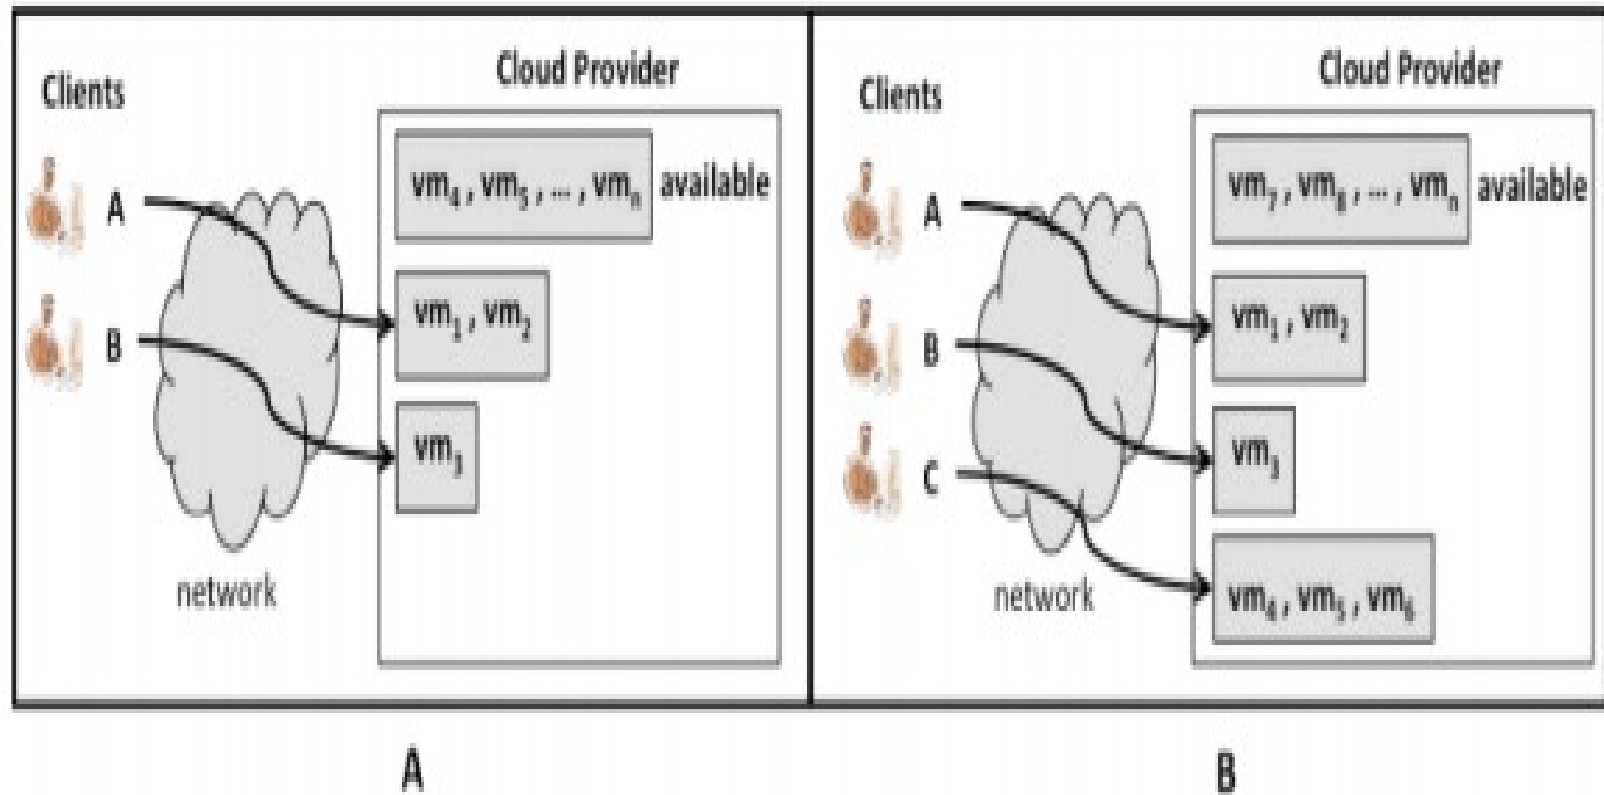 Cloud Provider
Clients
vm₄ , vm₅ , ... , vmₙ available
A
vm₁ , vm₂
B
vm₃
network
Cloud Provider
Clients
vm₇ , vm₈ , ... , vmₙ available
A
vm₁ , vm₂
B
vm₃
C
vm₄ , vm₅ , vm₆
network
A
B